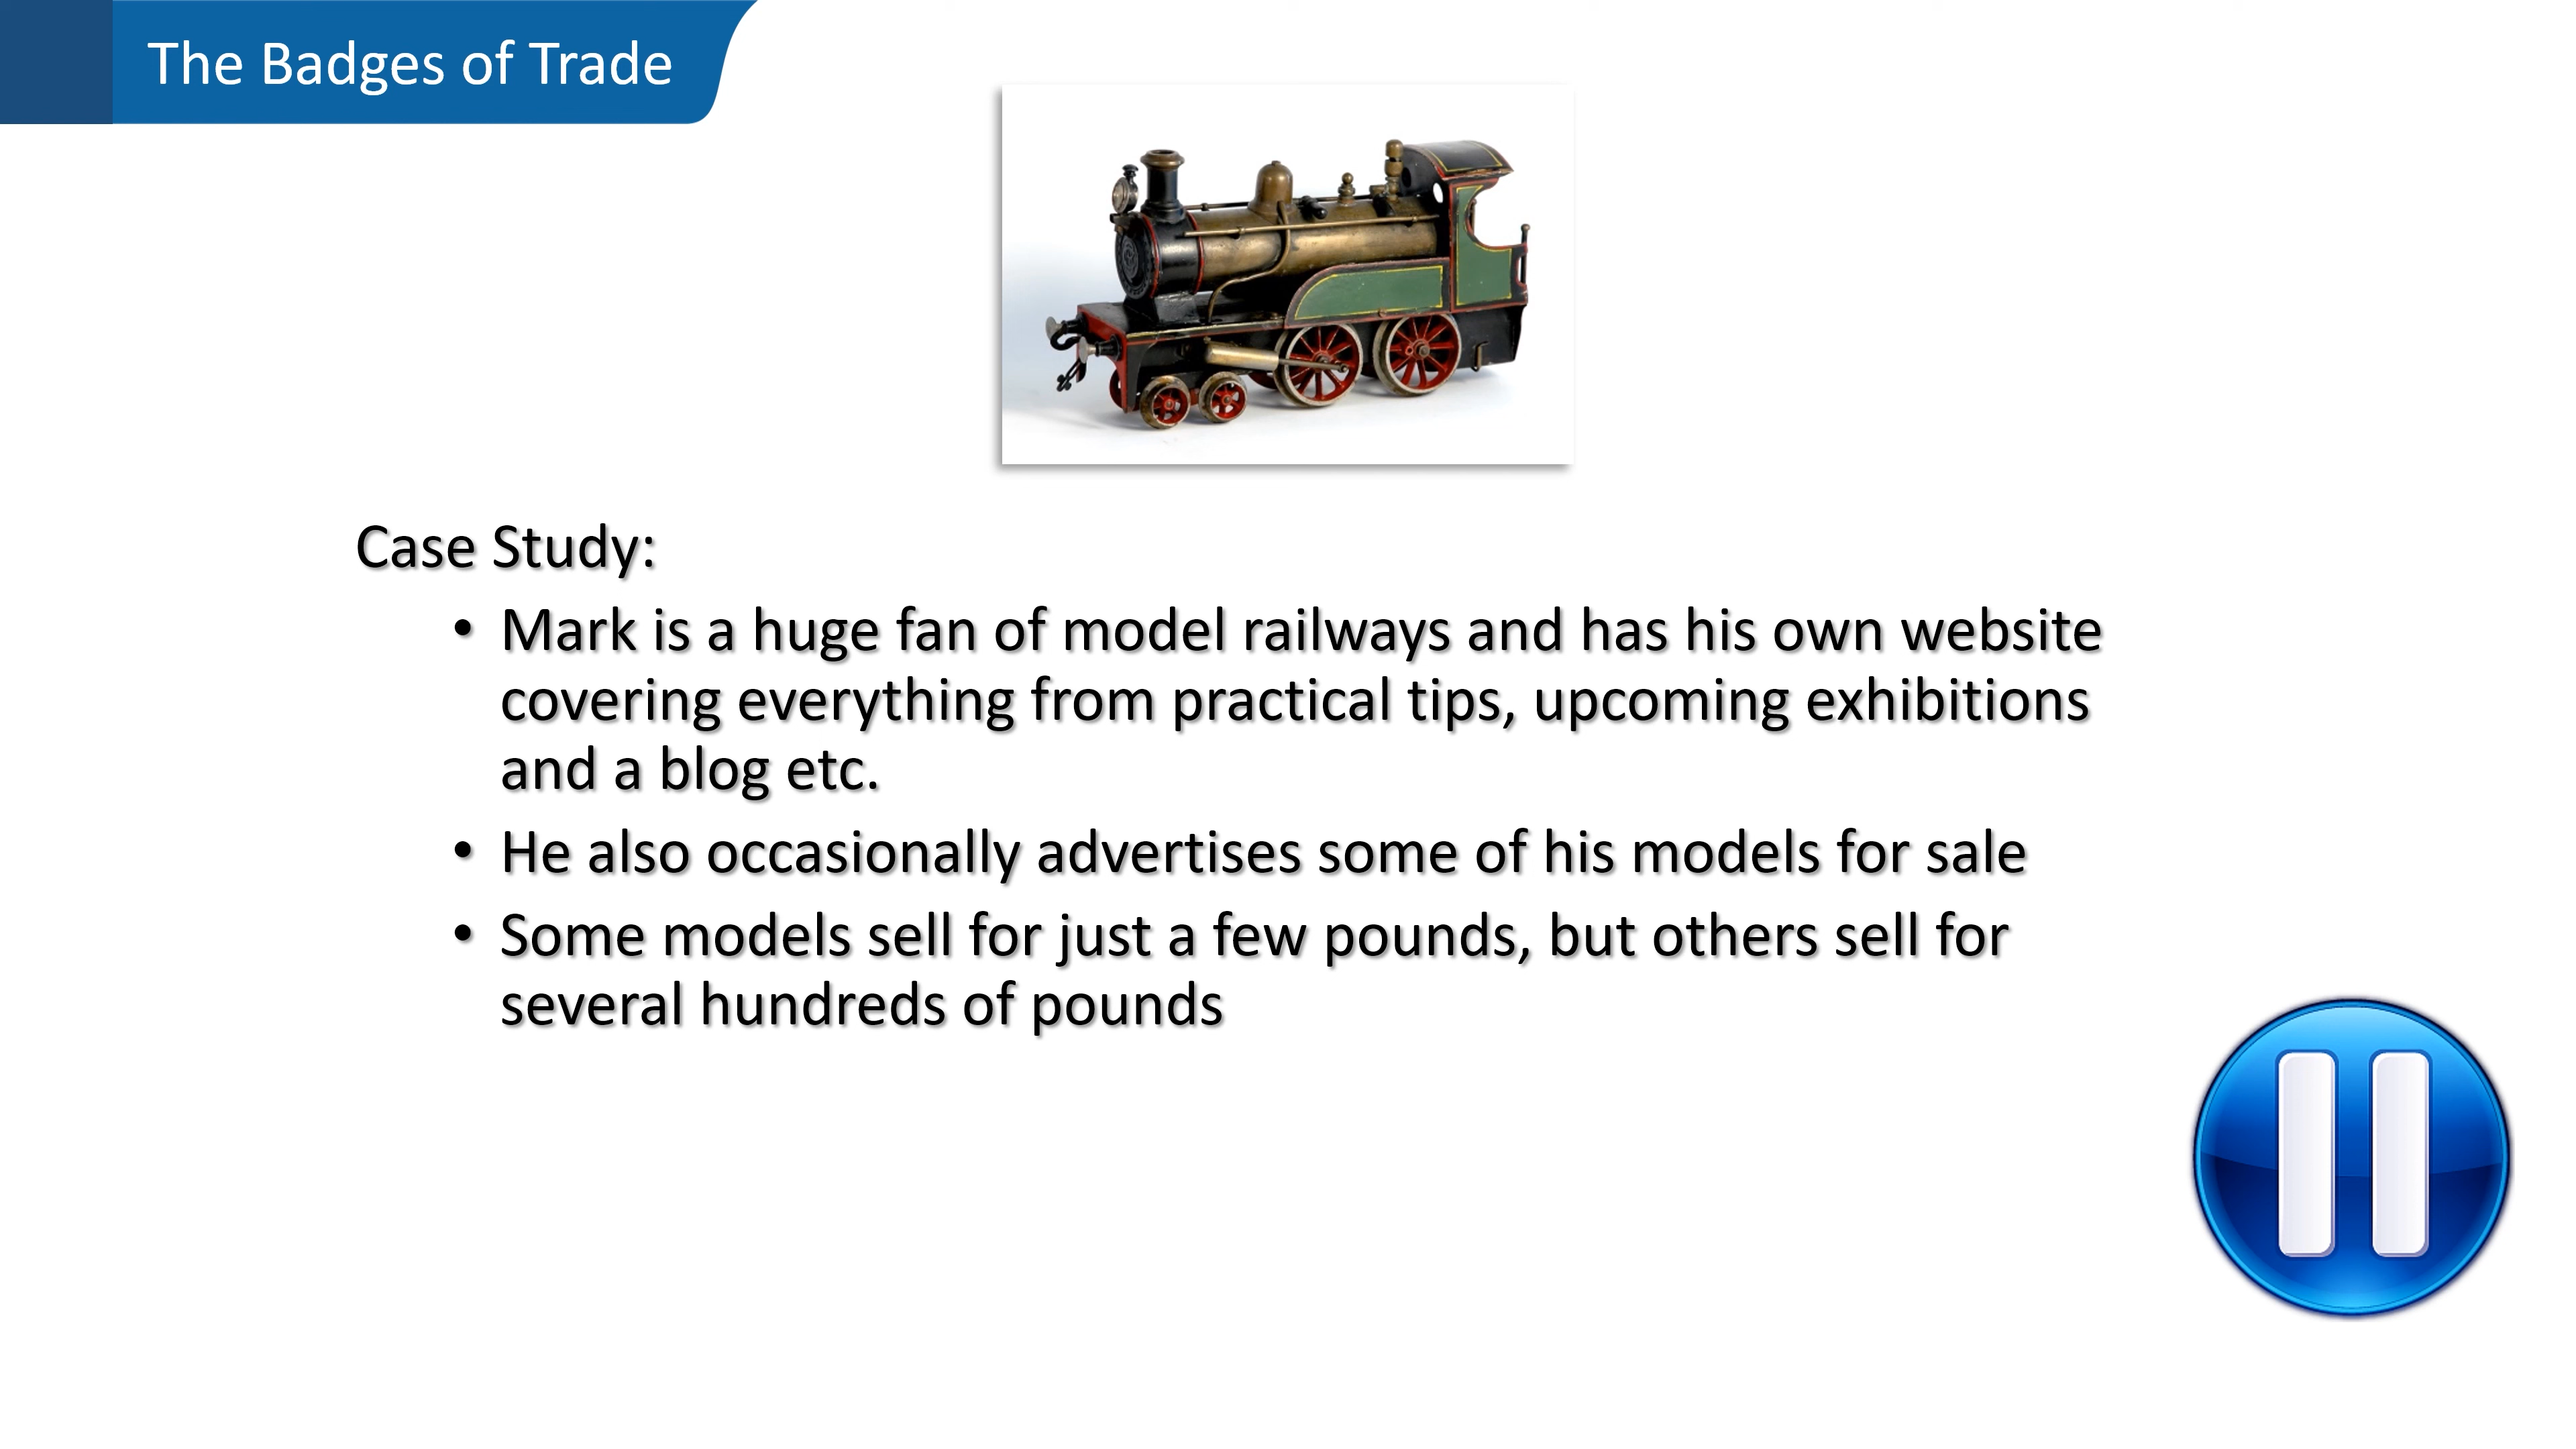 The Badges of Trade
Case Study:
• Mark is a huge fan of model railways and has his own website
covering everything from practical tips, upcoming exhibitions
and a blog etc.
• He also occasionally advertises some of his models for sale
• Some models sell for just a few pounds, but others sell for
several hundreds of pounds